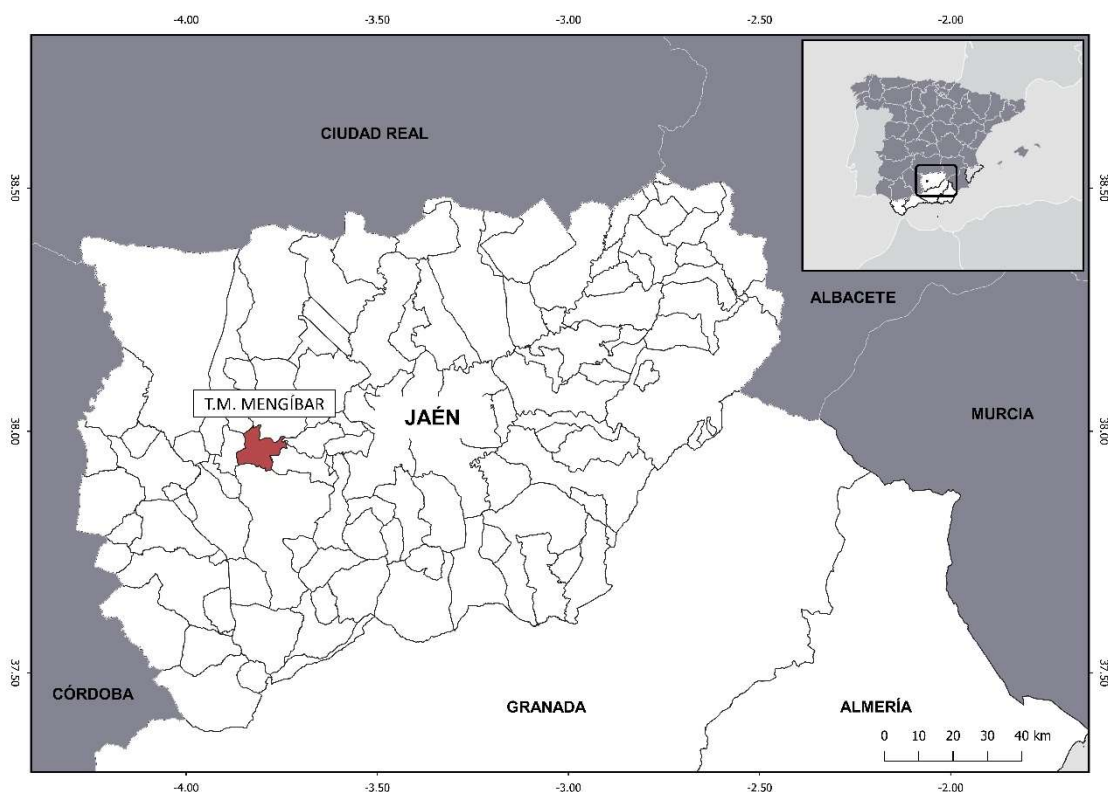 -4.00 -3.50 -3.00 -2.50 -2.00
CIUDAD REAL
38.50 38.50
ALBACETE
T.M. MENGÍBAR
JAÉN
MURCIA
38.00 38.00
37.50 37.50
CÓRDOBA
GRANADA
ALMERÍA
0 10 20 30 40 km
-4.00 -3.50 -3.00 -2.50 -2.00